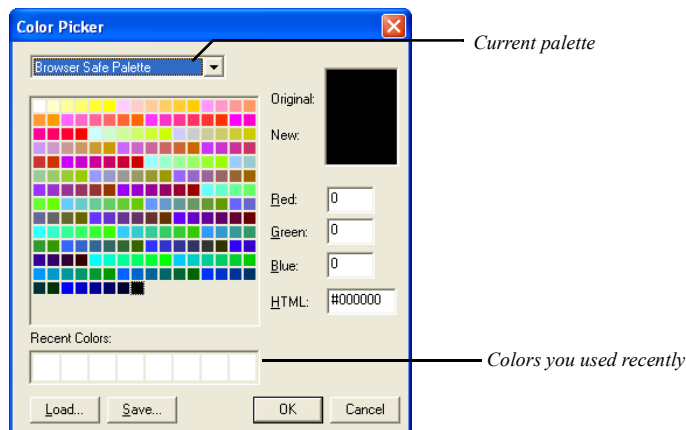 Color Picker
Current palette
Browser Safe Palette
Original:
New:
Red: 0
Green: 0
Blue: 0
HTML: #000000
Recent Colors:
Colors you used recently
Load... Save... OK Cancel